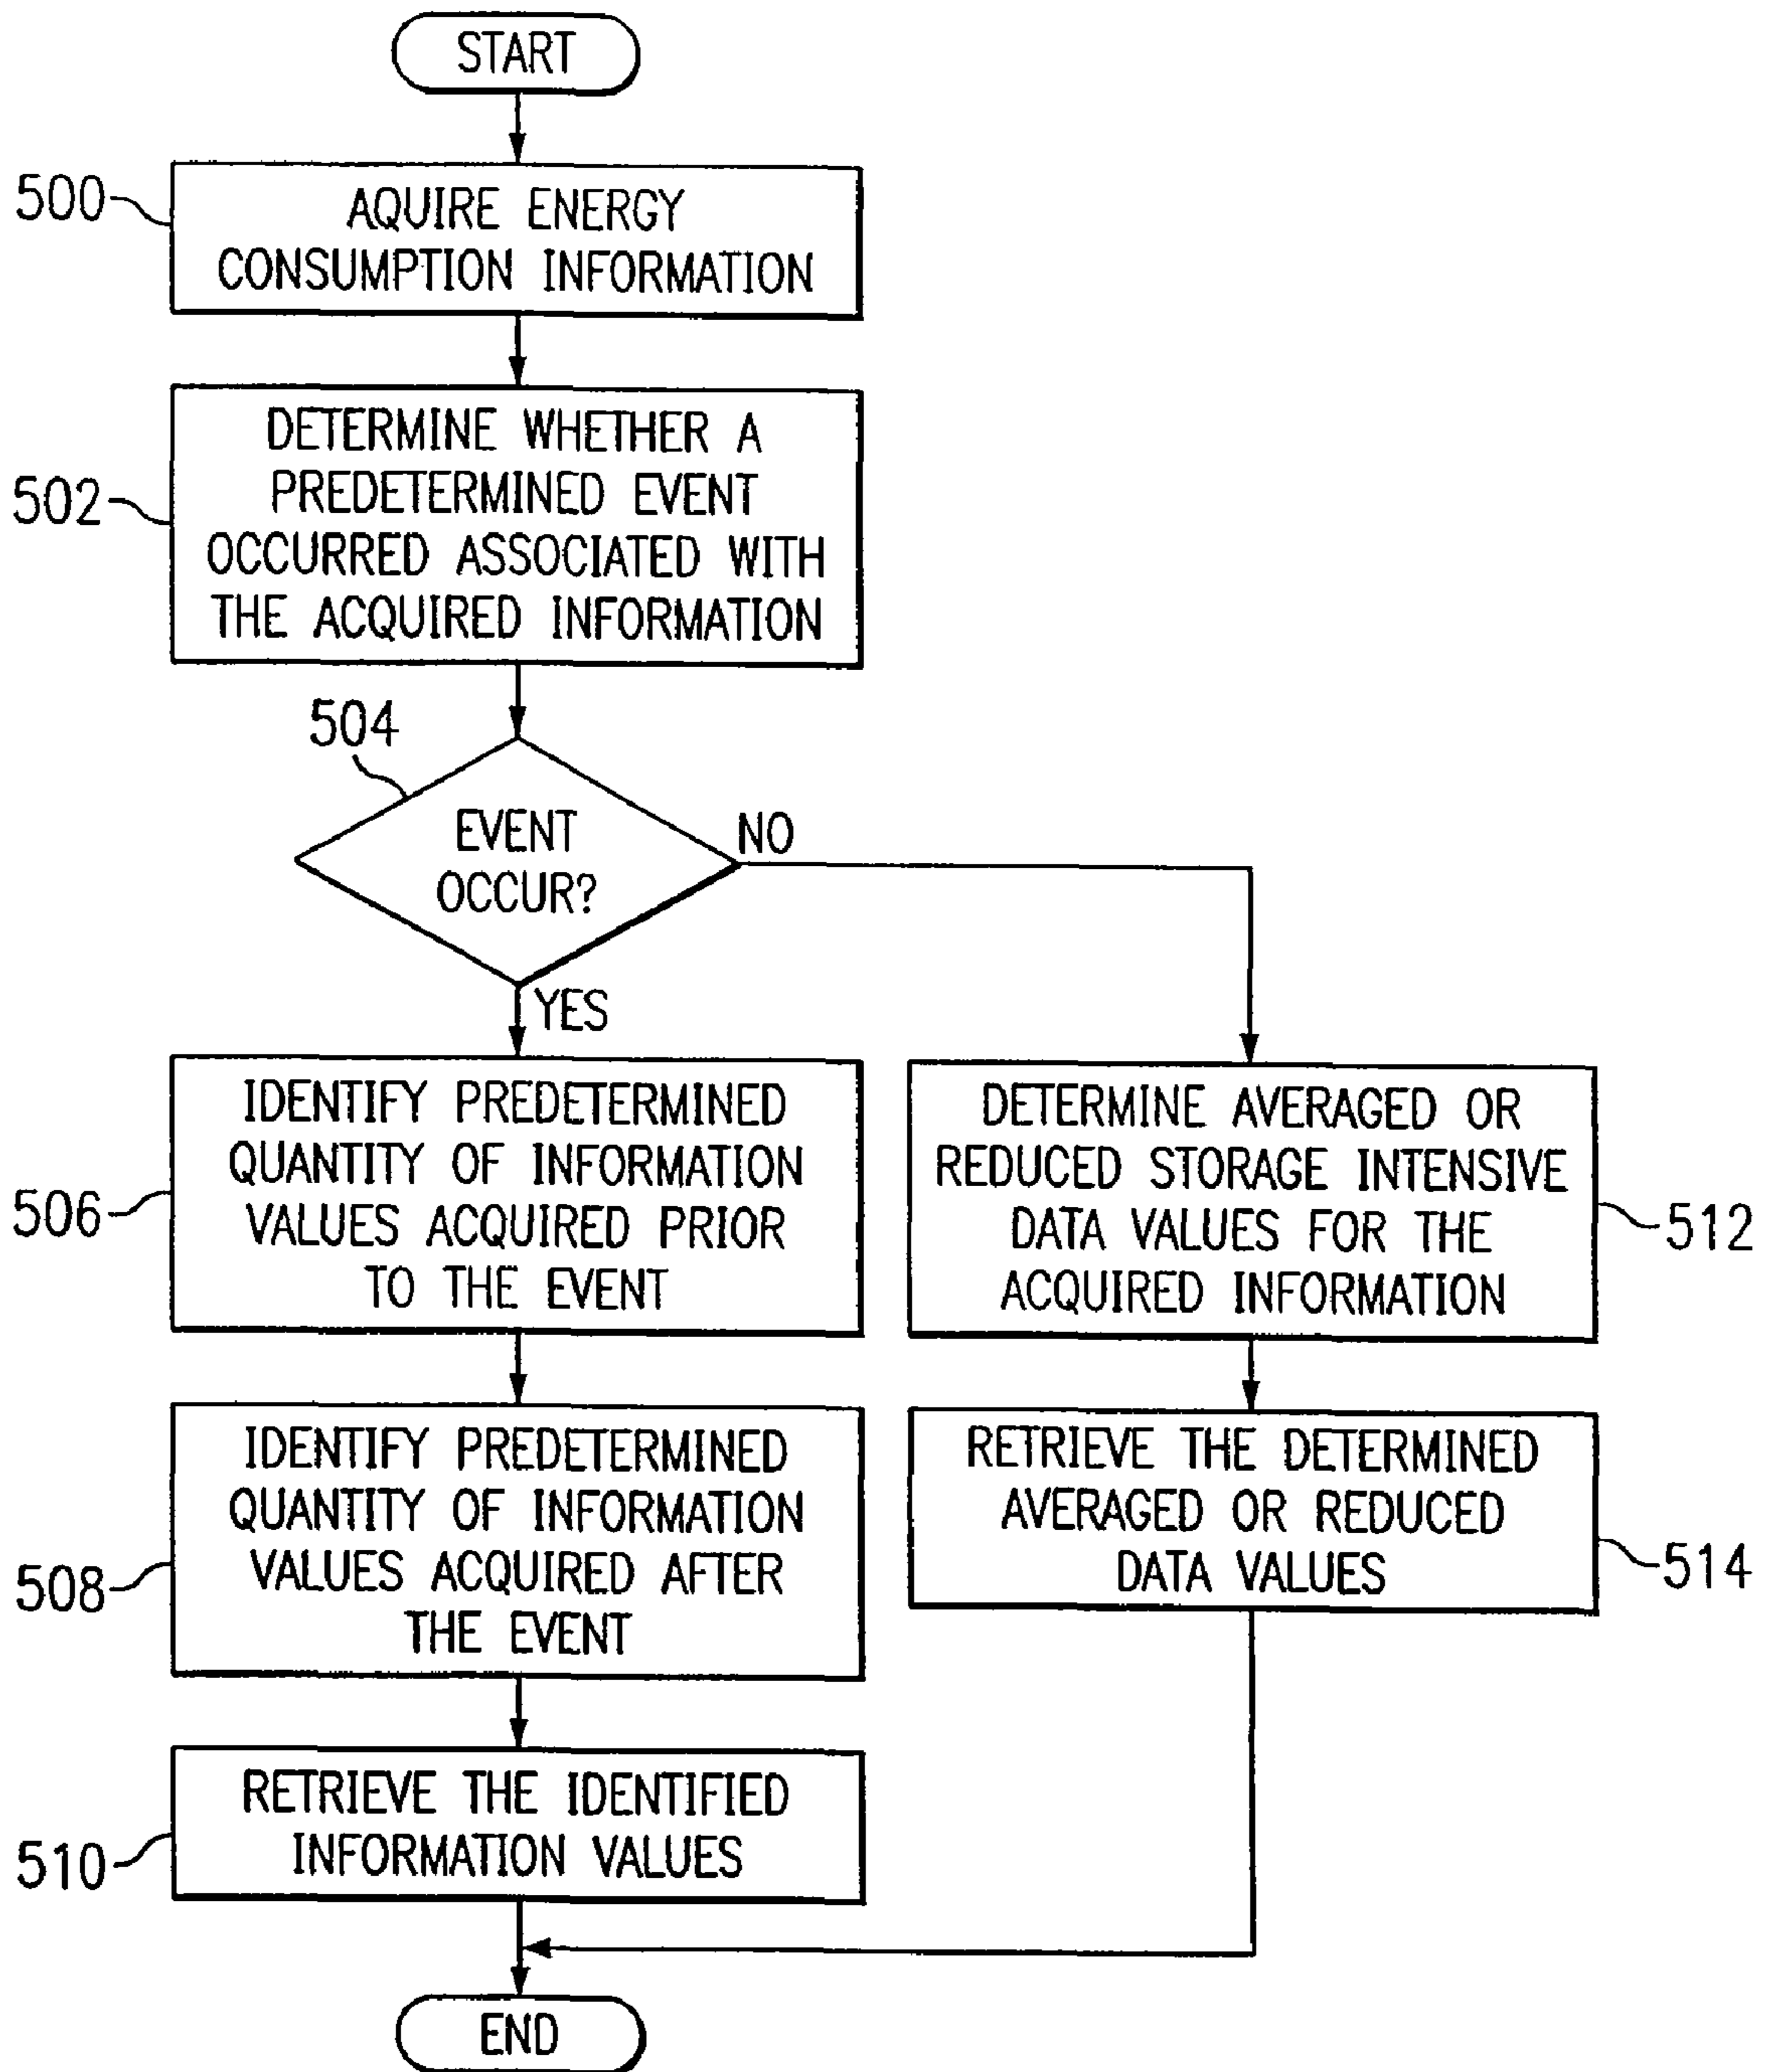 START
500
AQUIRE ENERGY
CONSUMPTION INFORMATION
502
DETERMINE WHETHER A
PREDETERMINED EVENT
OCCURRED ASSOCIATED WITH
THE ACQUIRED INFORMATION
504
EVENT
OCCUR?
NO
YES
506
IDENTIFY PREDETERMINED
QUANTITY OF INFORMATION
VALUES ACQUIRED PRIOR
TO THE EVENT
508
IDENTIFY PREDETERMINED
QUANTITY OF INFORMATION
VALUES ACQUIRED AFTER
THE EVENT
510
RETRIEVE THE IDENTIFIED
INFORMATION VALUES
DETERMINE AVERAGED OR
REDUCED STORAGE INTENSIVE
DATA VALUES FOR THE
ACQUIRED INFORMATION
512
RETRIEVE THE DETERMINED
AVERAGED OR REDUCED
DATA VALUES
514
END